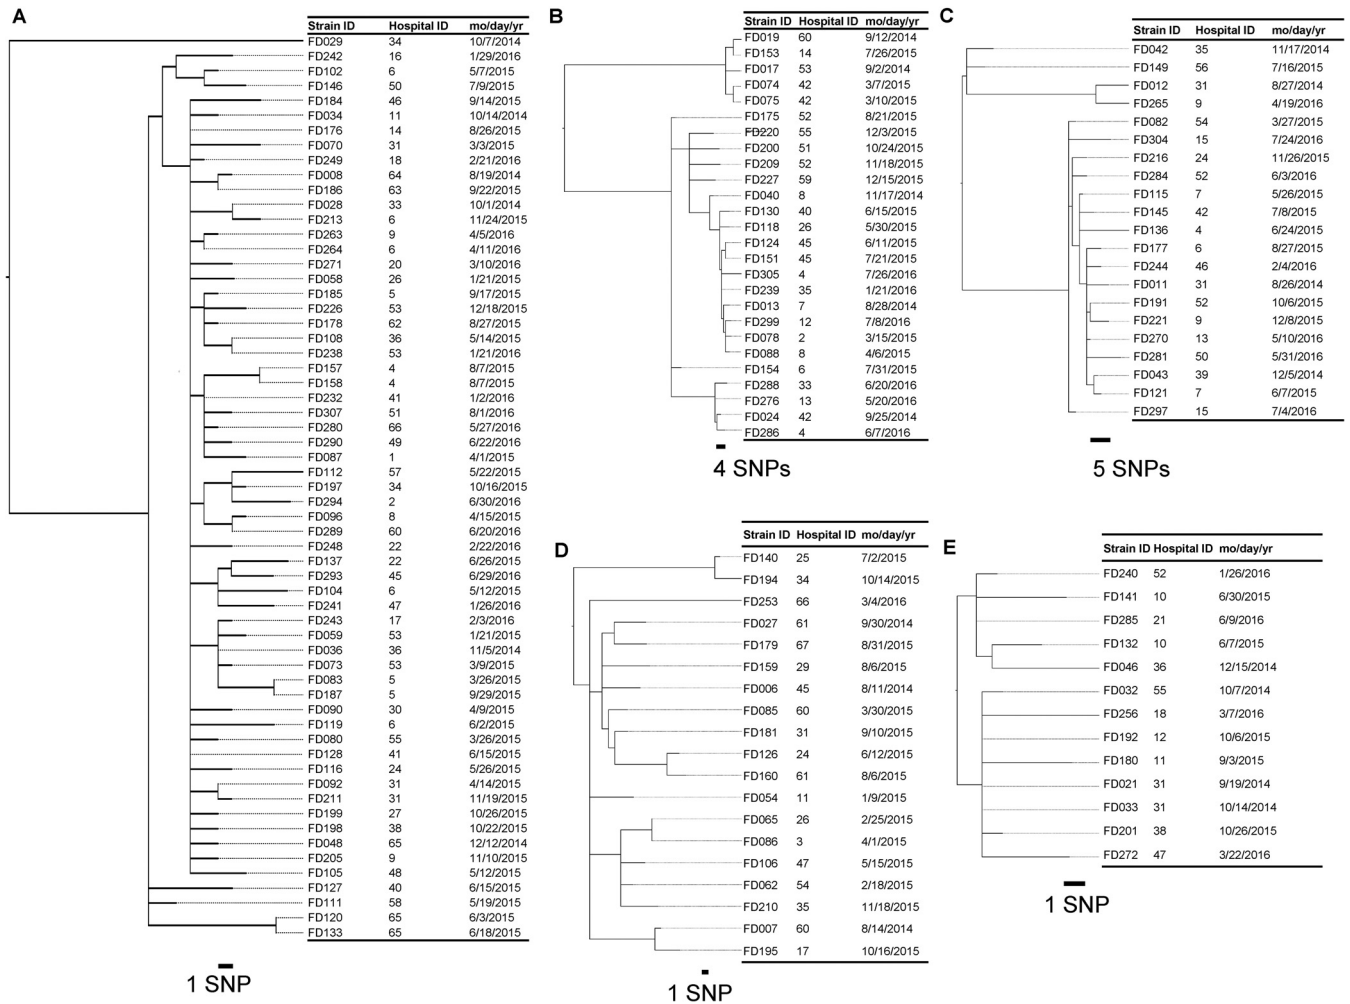 A
Strain ID Hospital ID mo/day/yr
FD029 34 10/7/2014
FD242 16 1/29/2016
FD102 6 5/7/2015
FD146 50 7/9/2015
FD184 46 9/14/2015
FD034 11 10/14/2014
FD176 14 8/26/2015
FD070 31 3/3/2015
FD249 18 2/21/2016
FD008 64 8/19/2014
FD186 63 9/22/2015
FD028 33 10/1/2014
FD213 6 11/24/2015
FD263 9 4/5/2016
FD264 6 4/11/2016
FD271 20 3/10/2016
FD058 26 1/21/2015
FD185 5 9/17/2015
FD226 53 12/18/2015
FD178 62 8/27/2015
FD108 36 5/14/2015
FD238 53 1/21/2016
FD157 4 8/7/2015
FD158 4 8/7/2015
FD232 41 1/2/2016
FD307 51 8/1/2016
FD280 66 5/27/2016
FD290 49 6/22/2016
FD087 1 4/1/2015
FD112 57 5/22/2015
FD197 34 10/16/2015
FD294 2 6/30/2016
FD096 8 4/15/2015
FD289 60 6/20/2016
FD248 22 2/22/2016
FD137 22 6/26/2015
FD293 45 6/29/2016
FD104 6 5/12/2015
FD241 47 1/26/2016
FD243 17 2/3/2016
FD059 53 1/21/2015
FD036 36 11/5/2014
FD073 53 3/9/2015
FD083 5 3/26/2015
FD187 5 9/29/2015
FD090 30 4/9/2015
FD119 6 6/2/2015
FD080 55 3/26/2015
FD128 41 6/15/2015
FD116 24 5/26/2015
FD092 31 4/14/2015
FD211 31 11/19/2015
FD199 27 10/26/2015
FD198 38 10/22/2015
FD048 65 12/12/2014
FD205 9 11/10/2015
FD105 48 5/12/2015
FD127 40 6/15/2015
FD111 58 5/19/2015
FD120 65 6/3/2015
FD133 65 6/18/2015
1 SNP
B
Strain ID Hospital ID mo/day/yr
FD019 60 9/12/2014
FD153 14 7/26/2015
FD017 53 9/2/2014
FD074 42 3/7/2015
FD075 42 3/10/2015
FD175 52 8/21/2015
FD220 55 12/3/2015
FD200 51 10/24/2015
FD209 52 11/18/2015
FD227 59 12/15/2015
FD040 8 11/17/2014
FD130 40 6/15/2015
FD118 26 5/30/2015
FD124 45 6/11/2015
FD151 45 7/21/2015
FD305 4 7/26/2016
FD239 35 1/21/2016
FD013 7 8/28/2014
FD299 12 7/8/2016
FD078 2 3/15/2015
FD088 8 4/6/2015
FD154 6 7/31/2015
FD288 33 6/20/2016
FD276 13 5/20/2016
FD024 42 9/25/2014
FD286 4 6/7/2016
4 SNPs
C
Strain ID Hospital ID mo/day/yr
FD042 35 11/17/2014
FD149 56 7/16/2015
FD012 31 8/27/2014
FD265 9 4/19/2016
FD082 54 3/27/2015
FD304 15 7/24/2016
FD216 24 11/26/2015
FD284 52 6/3/2016
FD115 7 5/26/2015
FD145 42 7/8/2015
FD136 4 6/24/2015
FD177 6 8/27/2015
FD244 46 2/4/2016
FD011 31 8/26/2014
FD191 52 10/6/2015
FD221 9 12/8/2015
FD270 13 5/10/2016
FD281 50 5/31/2016
FD043 39 12/5/2014
FD121 7 6/7/2015
FD297 15 7/4/2016
5 SNPs
D
Strain ID Hospital ID mo/day/yr
FD140 25 7/2/2015
FD194 34 10/14/2015
FD253 66 3/4/2016
FD027 61 9/30/2014
FD179 67 8/31/2015
FD159 29 8/6/2015
FD006 45 8/11/2014
FD085 60 3/30/2015
FD181 31 9/10/2015
FD126 24 6/12/2015
FD160 61 8/6/2015
FD054 11 1/9/2015
FD065 26 2/25/2015
FD086 3 4/1/2015
FD106 47 5/15/2015
FD062 54 2/18/2015
FD210 35 11/18/2015
FD007 60 8/14/2014
FD195 17 10/16/2015
1 SNP
E
Strain ID Hospital ID mo/day/yr
FD240 52 1/26/2016
FD141 10 6/30/2015
FD285 21 6/9/2016
FD132 10 6/7/2015
FD046 36 12/15/2014
FD032 55 10/7/2014
FD256 18 3/7/2016
FD192 12 10/6/2015
FD180 11 9/3/2015
FD021 31 9/19/2014
FD033 31 10/14/2014
FD201 38 10/26/2015
FD272 47 3/22/2016
1 SNP